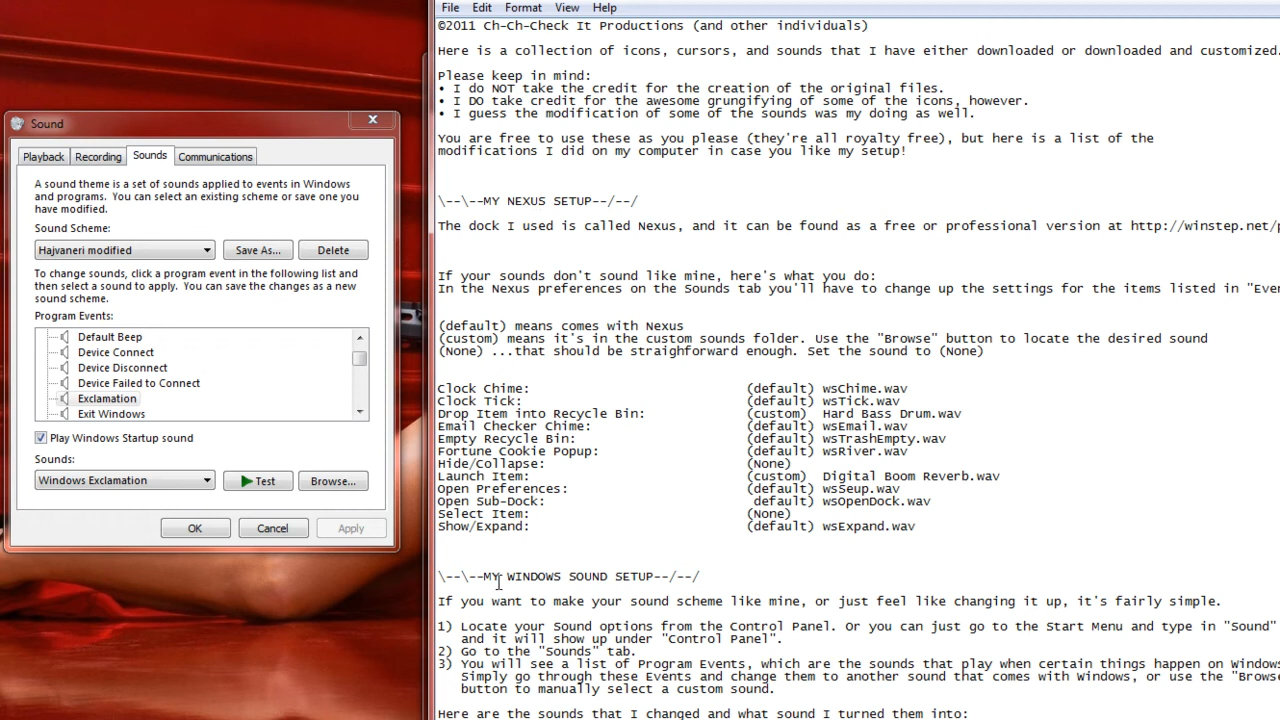 Sound
Playback
Recording
Sounds
Communications
A sound theme is a set of sounds applied to events in Windows
and programs. You can select an existing scheme or save one you
have modified.
Sound Scheme:
Hajvaneri modified
Save As...
Delete
To change sounds, click a program event in the following list and
then select a sound to apply. You can save the changes as a new
sound scheme.
Program Events:
Default Beep
Device Connect
Device Disconnect
Device Failed to Connect
Exclamation
Exit Windows
Play Windows Startup sound
Sounds:
Windows Exclamation
Test
Browse...
OK
Cancel
Apply
File Edit Format View Help
©2011 Ch-Ch-Check It Productions (and other individuals)
Here is a collection of icons, cursors, and sounds that I have either downloaded or downloaded and customized.
Please keep in mind:
• I do NOT take the credit for the creation of the original files.
• I DO take credit for the awesome grungifying of some of the icons, however.
• I guess the modification of some of the sounds was my doing as well.
You are free to use these as you please (they're all royalty free), but here is a list of the
modifications I did on my computer in case you like my setup!
\--\--MY NEXUS SETUP--/--/
The dock I used is called Nexus, and it can be found as a free or professional version at http://winstep.net/p
If your sounds don't sound like mine, here's what you do:
In the Nexus preferences on the Sounds tab you'll have to change up the settings for the items listed in "Eve
(default) means comes with Nexus
(custom) means it's in the custom sounds folder. Use the "Browse" button to locate the desired sound
(None) ...that should be straighforward enough. Set the sound to (None)
Clock Chime: (default) wsChime.wav
Clock Tick: (default) wsTick.wav
Drop Item into Recycle Bin: (custom) Hard Bass Drum.wav
Email Checker Chime: (default) wsEmail.wav
Empty Recycle Bin: (default) wsTrashEmpty.wav
Fortune Cookie Popup: (default) wsRiver.wav
Hide/Collapse: (None)
Launch Item: (custom) Digital Boom Reverb.wav
Open Preferences: (default) wsSeup.wav
Open Sub-Dock: default) wsOpenDock.wav
Select Item: (None)
Show/Expand: (default) wsExpand.wav
\--\--MY WINDOWS SOUND SETUP--/--/
If you want to make your sound scheme like mine, or just feel like changing it up, it's fairly simple.
1) Locate your Sound options from the Control Panel. Or you can just go to the Start Menu and type in "Sound"
and it will show up under "Control Panel".
2) Go to the "Sounds" tab.
3) You will see a list of Program Events, which are the sounds that play when certain things happen on Windows
Simply go through these Events and change them to another sound that comes with Windows, or use the "Browse
button to manually select a custom sound.
Here are the sounds that I changed and what sound I turned them into: